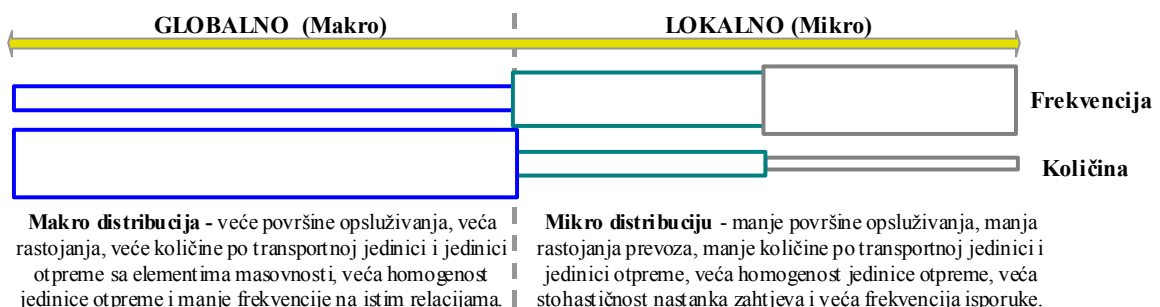 GLOBALNO (Makro)
LOKALNO (Mikro)
Frekvencija
Količina
Makro distribucija - veće površine opsluživanja, veća
rastojanja, veće količine po transportnoj jedinici i jedinici
otpreme sa elementima masovnosti, veća homogenost
jedinice otpreme i manje frekvencije na istim relacijama.
Mikro distribuciju - manje površine opsluživanja, manja
rastojanja prevoza, manje količine po transportnoj jedinici i
jedinici otpreme, veća homogenost jedinice otpreme, veća
stohastičnost nastanka zahtjeva i veća frekvencija isporuke.